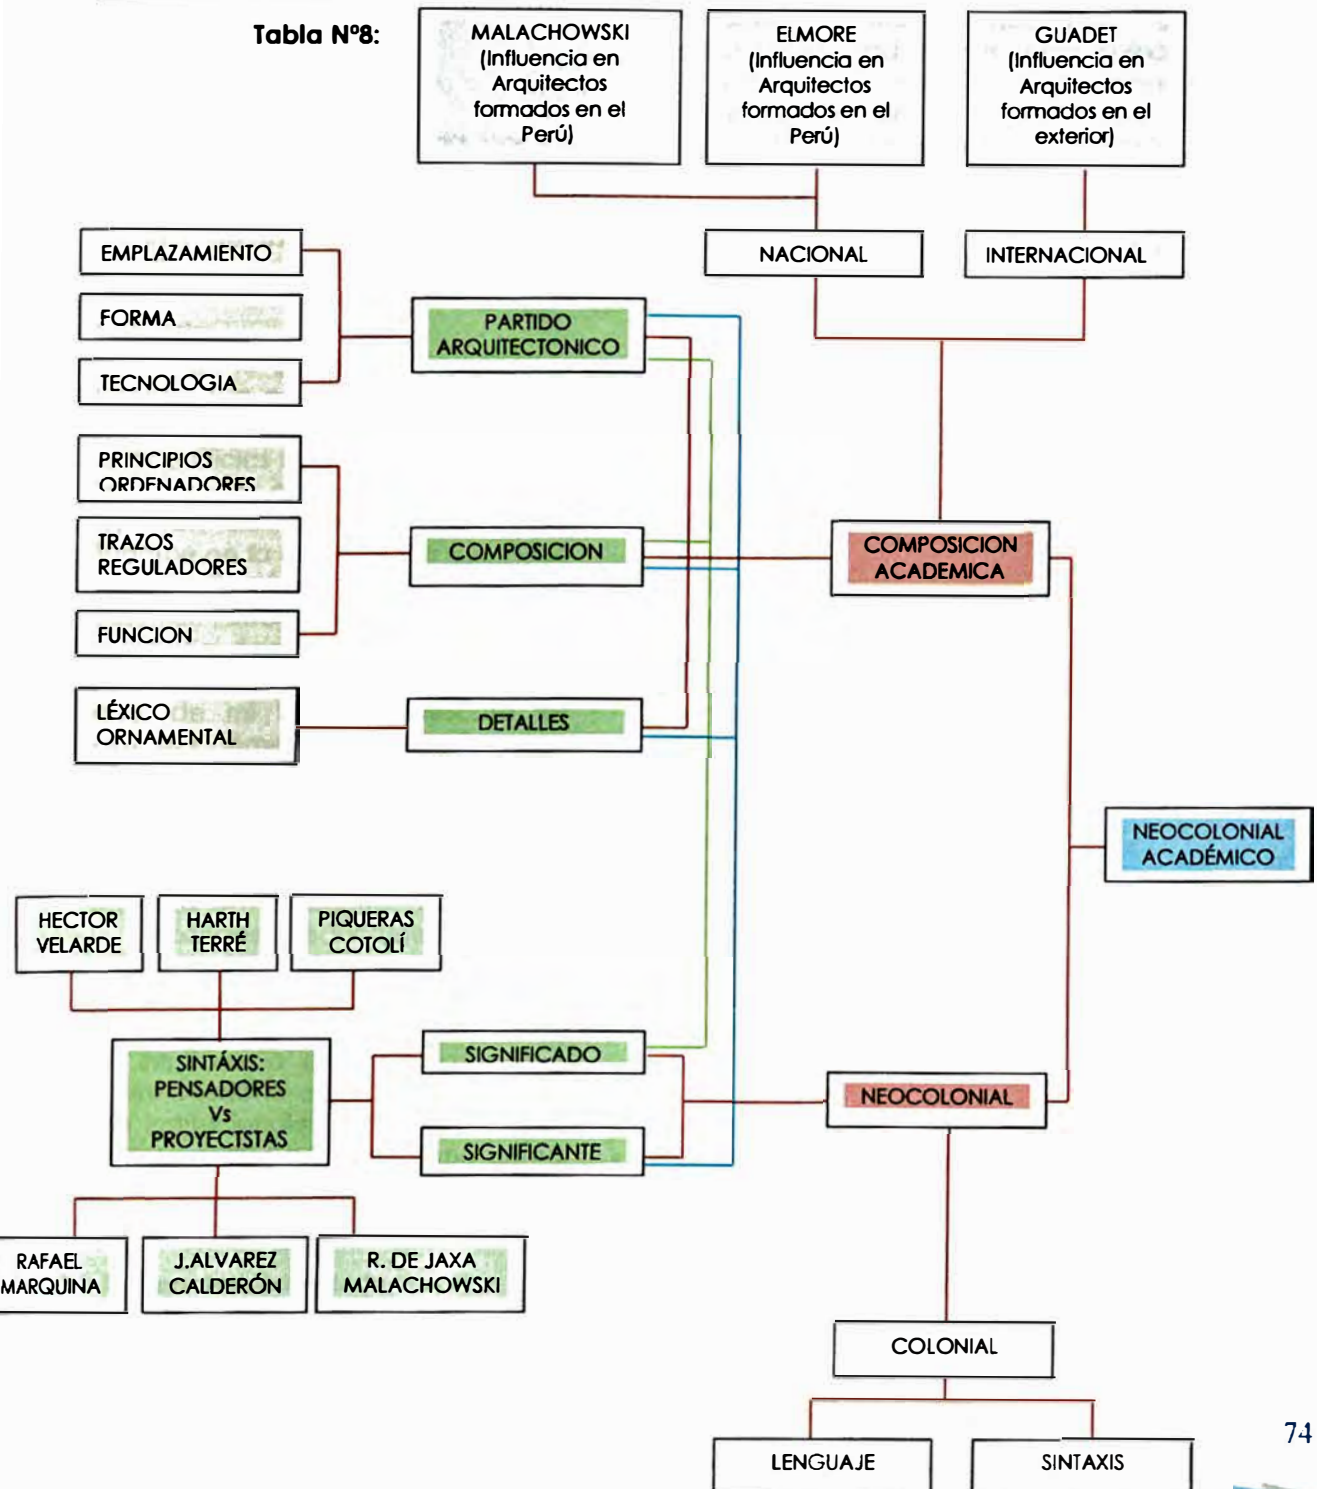 Tabla Nº8:
MALACHOWSKI
(Influencia en
Arquitectos
formados en el
Perú)
ELMORE
(Influencia en
Arquitectos
formados en el
Perú)
GUADET
(Influencia en
Arquitectos
formados en el
exterior)
NACIONAL
INTERNACIONAL
EMPLAZAMIENTO
FORMA
TECNOLOGIA
PARTIDO
ARQUITECTONICO
PRINCIPIOS
ORDENADORES
TRAZOS
REGULADORES
FUNCION
COMPOSICION
COMPOSICION
ACADEMICA
LÉXICO
ORNAMENTAL
DETALLES
NEOCOLONIAL
ACADÉMICO
HECTOR
VELARDE
HARTH
TERRÉ
PIQUERAS
COTOLÍ
SINTÁXIS:
PENSADORES
Vs
PROYECTSTAS
SIGNIFICADO
SIGNIFICANTE
NEOCOLONIAL
RAFAEL
MARQUINA
J.ALVAREZ
CALDERÓN
R. DE JAXA
MALACHOWSKI
COLONIAL
LENGUAJE
SINTAXIS
74